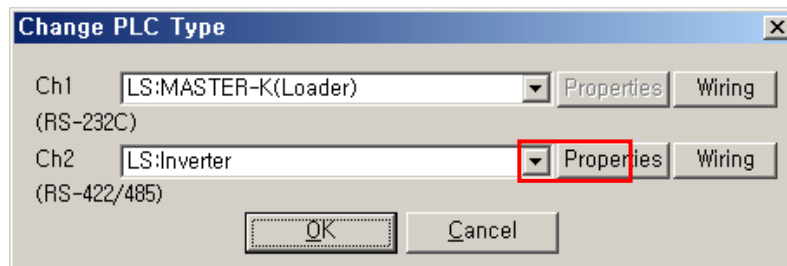 Change PLC Type
Ch1 LS:MASTER-K(Loader) Properties Wiring
(RS-232C)
Ch2 LS:Inverter Properties Wiring
(RS-422/485)
OK Cancel